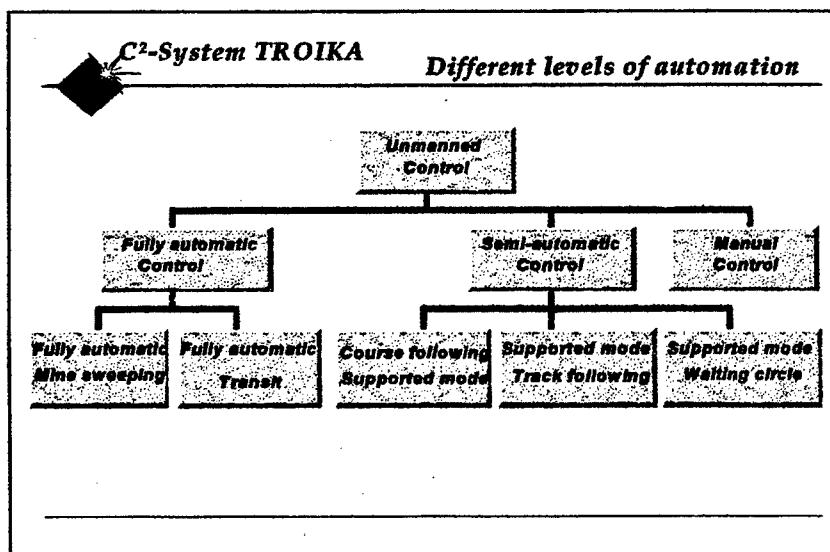 C²-System TROIKA
Different levels of automation
Unmanned
Control
Fully automatic
Control
Semi-automatic
Control
Manual
Control
Fully automatic
Mine sweeping
Fully automatic
Transit
Course following
Supported mode
Supported mode
Track following
Supported mode
Waiting circle